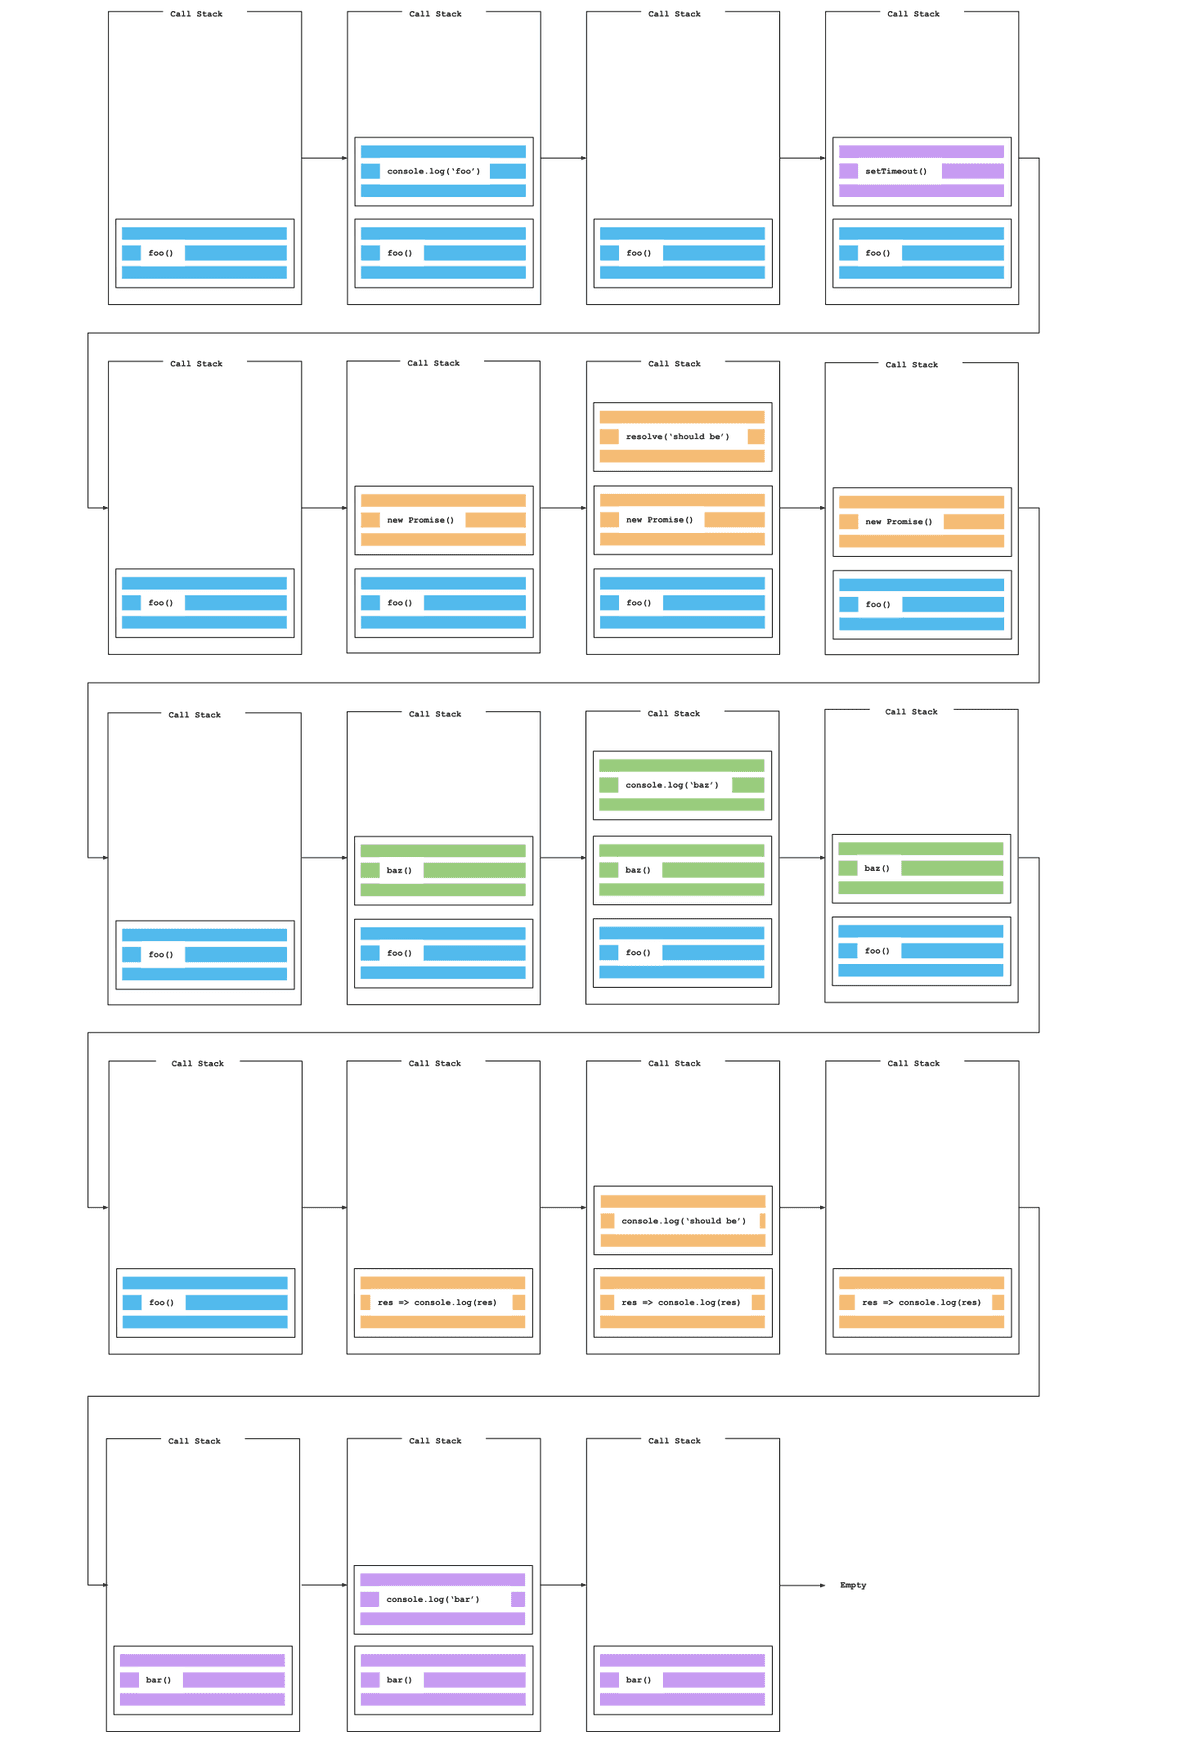 Call Stack
foo()
Call Stack
console.log(‘foo’)
foo()
Call Stack
foo()
Call Stack
setTimeout()
foo()
Call Stack
foo()
Call Stack
new Promise()
foo()
Call Stack
resolve(‘should be’)
new Promise()
foo()
Call Stack
new Promise()
foo()
Call Stack
foo()
Call Stack
baz()
foo()
Call Stack
console.log(‘baz’)
baz()
foo()
Call Stack
baz()
foo()
Call Stack
foo()
Call Stack
res => console.log(res)
Call Stack
console.log(‘should be’)
res => console.log(res)
Call Stack
res => console.log(res)
Call Stack
bar()
Call Stack
console.log(‘bar’)
bar()
Call Stack
bar()
Empty